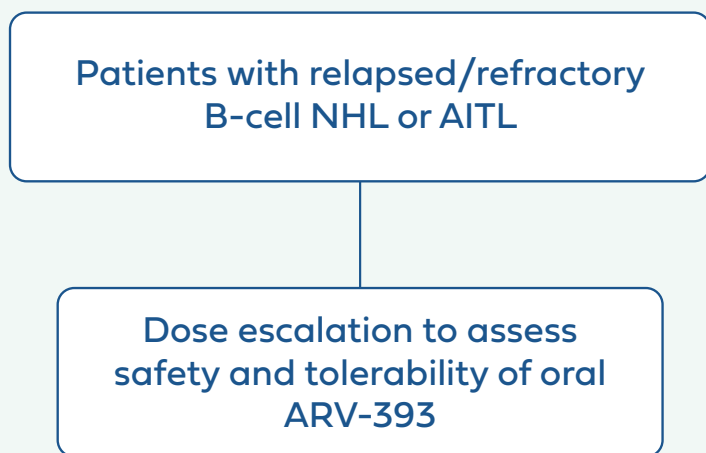 Patients with relapsed/refractory
B-cell NHL or AITL
Dose escalation to assess
safety and tolerability of oral
ARV-393